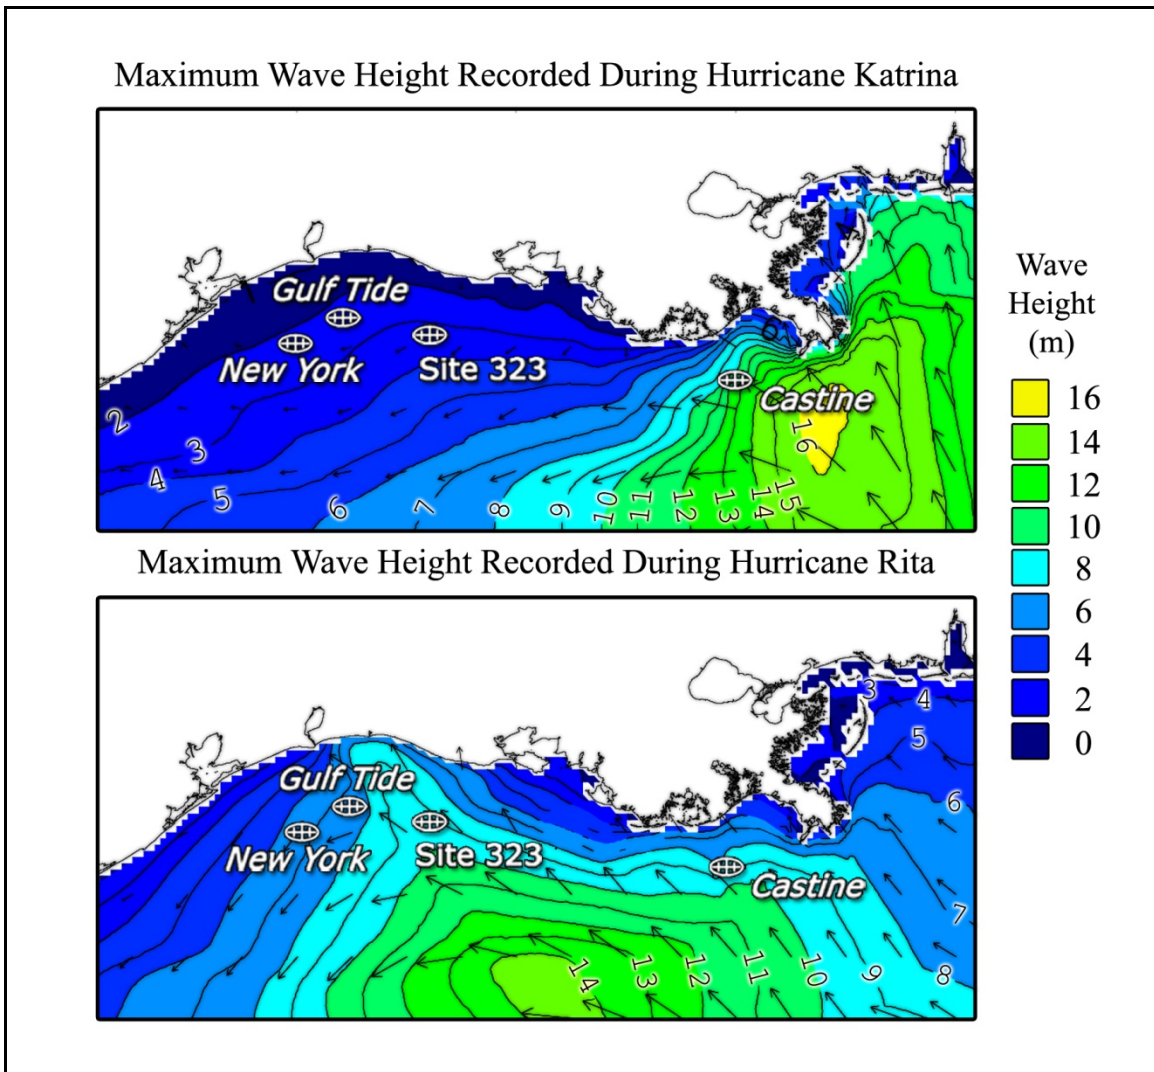 Maximum Wave Height Recorded During Hurricane Katrina
Gulf Tide
New York
Site 323
Castine
6
2
3
4
5
6
7
8
9
10
11
12
13
14
15
16
Maximum Wave Height Recorded During Hurricane Rita
Gulf Tide
New York
Site 323
Castine
3
4
5
6
7
8
9
10
11
12
13
14
Wave
Height
(m)
16
14
12
10
8
6
4
2
0